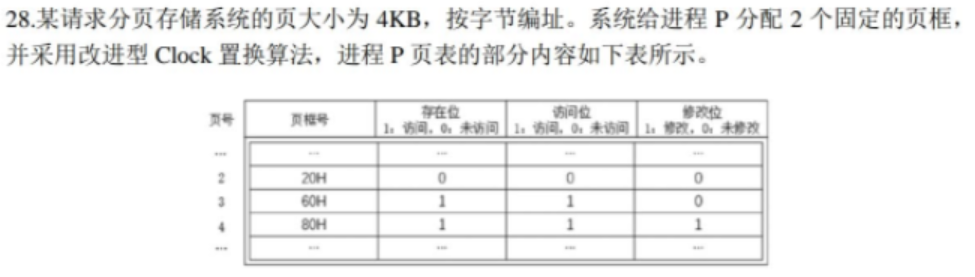 28.某请求分页存储系统的页大小为 4KB，按字节编址。系统给进程 P 分配 2 个固定的页框，
并采用改进型 Clock 置换算法，进程 P 页表的部分内容如下表所示。
页号 页框号 存在位 访问位 修改位
1：访问，0：未访问 1：访问，0：未访问 1：修改，0：未修改
… … … … …
2 20H 0 0 0
3 60H 1 1 0
4 80H 1 1 1
… … … … …